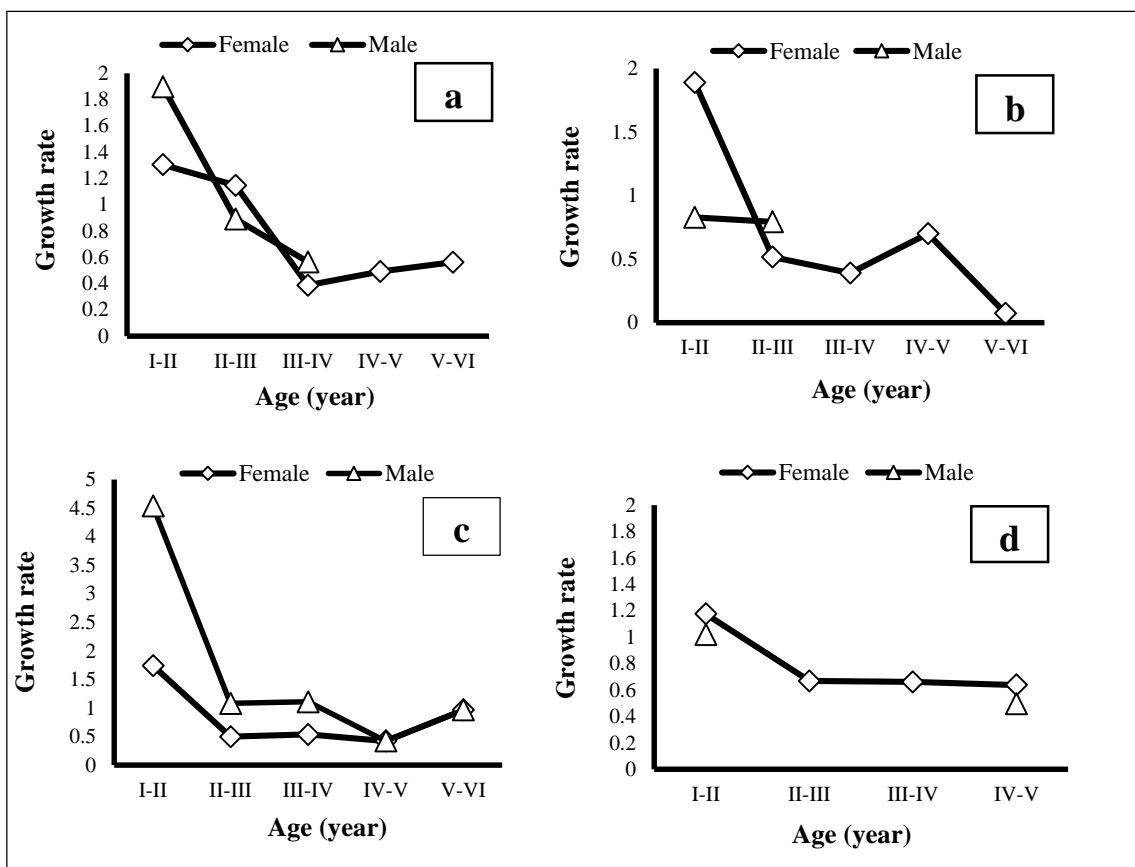 Female Male
a
Growth rate
2
1.8
1.6
1.4
1.2
1
0.8
0.6
0.4
0.2
0
I-II II-III III-IV IV-V V-VI
Age (year)
Female Male
b
Growth rate
2
1.5
1
0.5
0
I-II II-III III-IV IV-V V-VI
Age (year)
Female Male
c
Growth rate
5
4.5
4
3.5
3
2.5
2
1.5
1
0.5
0
I-II II-III III-IV IV-V V-VI
Age (year)
Female Male
d
Growth rate
2
1.8
1.6
1.4
1.2
1
0.8
0.6
0.4
0.2
0
I-II II-III III-IV IV-V
Age (year)